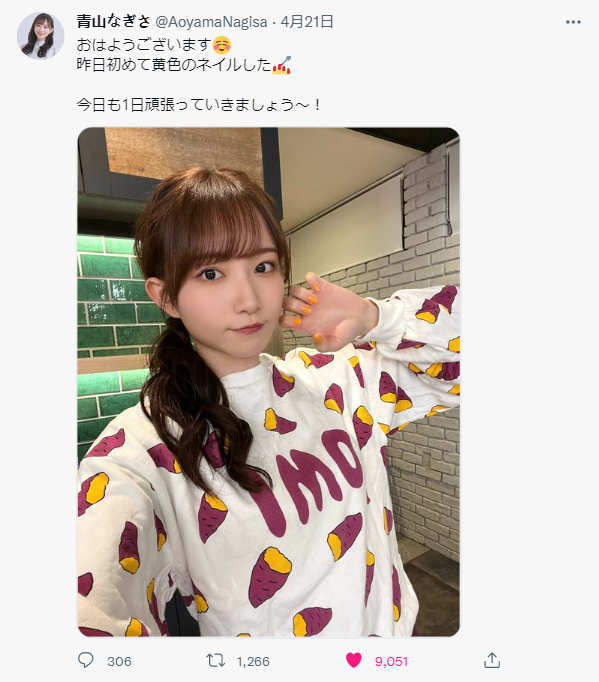 青山なぎさ @AoyamaNagisa · 4月21日
おはようございます☺️
昨日初めて黄色のネイルした💅
今日も1日頑張っていきましょう〜！
IMO
306 1,266 9,051